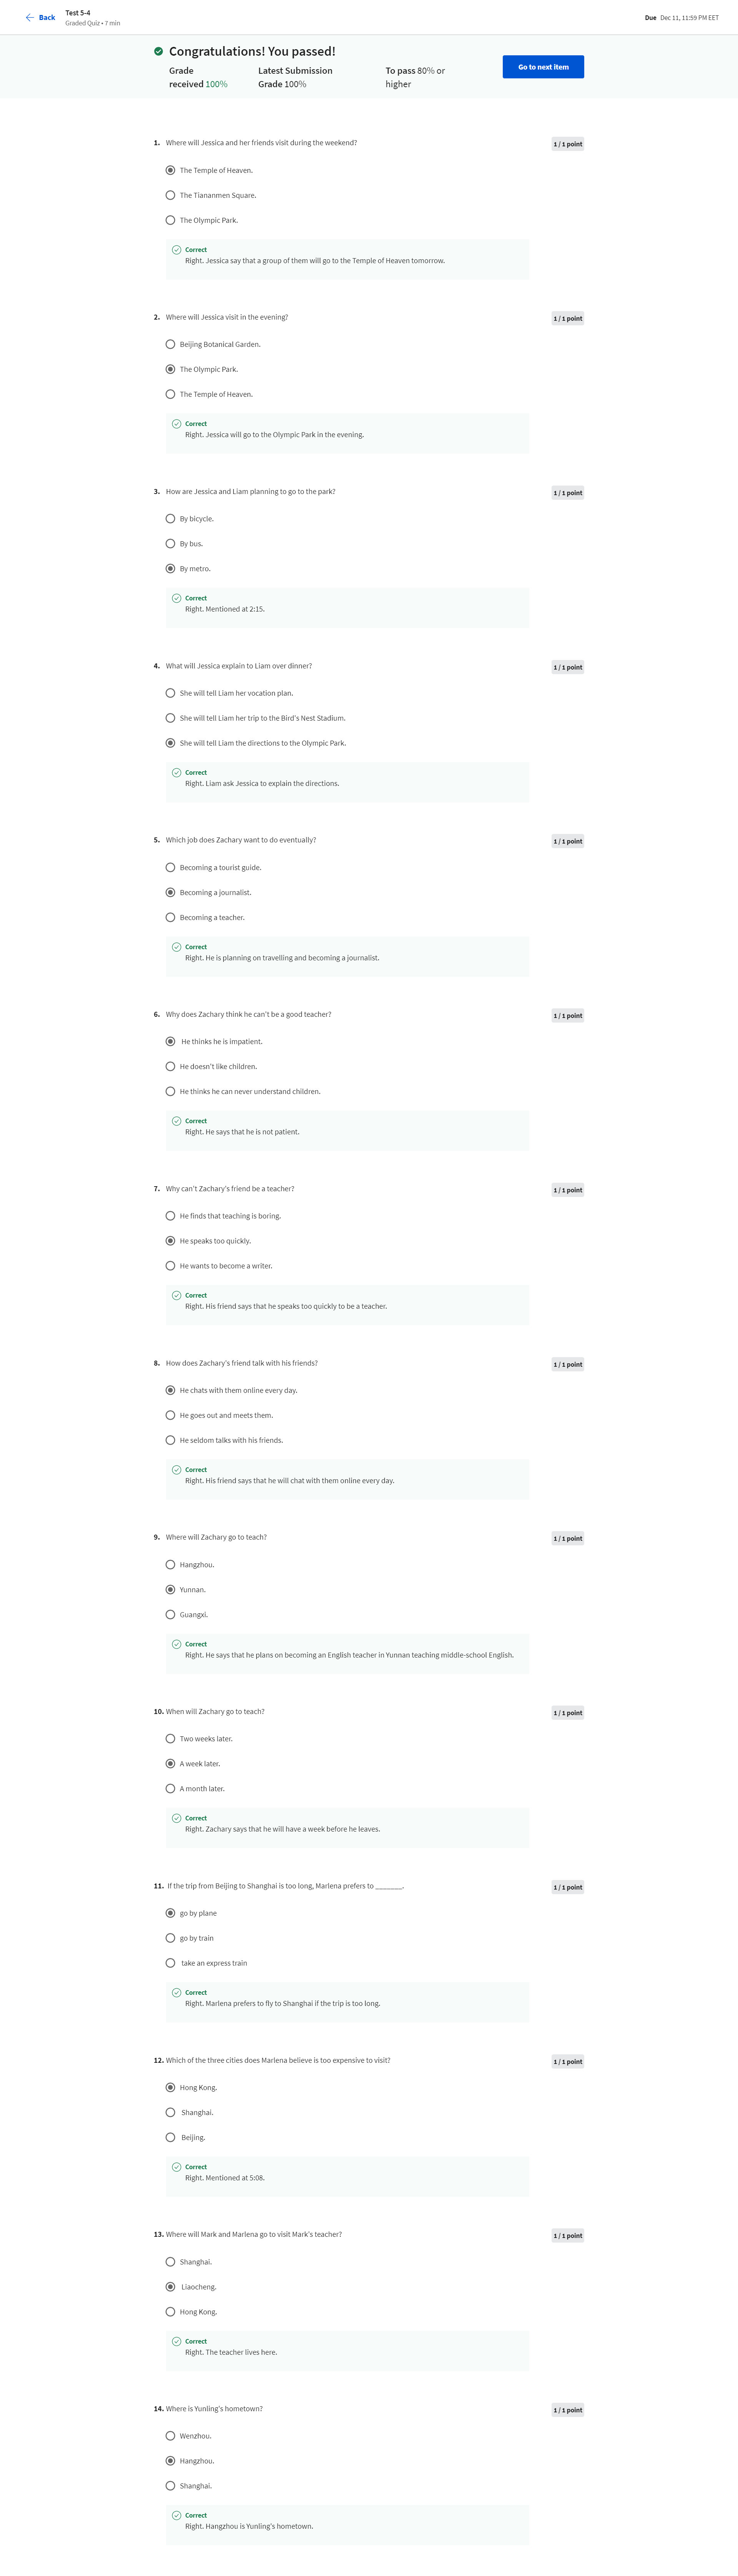 Back
Test 5-4
Graded Quiz • 7 min
Due Dec 11, 11:59 PM EET
Congratulations! You passed!
Grade
received 100%
Latest Submission
Grade 100%
To pass 80% or
higher
Go to next item
1. Where will Jessica and her friends visit during the weekend?
1 / 1 point
The Temple of Heaven.
The Tiananmen Square.
The Olympic Park.
Correct
Right. Jessica say that a group of them will go to the Temple of Heaven tomorrow.
2. Where will Jessica visit in the evening?
1 / 1 point
Beijing Botanical Garden.
The Olympic Park.
The Temple of Heaven.
Correct
Right. Jessica will go to the Olympic Park in the evening.
3. How are Jessica and Liam planning to go to the park?
1 / 1 point
By bicycle.
By bus.
By metro.
Correct
Right. Mentioned at 2:15.
4. What will Jessica explain to Liam over dinner?
1 / 1 point
She will tell Liam her vocation plan.
She will tell Liam her trip to the Bird's Nest Stadium.
She will tell Liam the directions to the Olympic Park.
Correct
Right. Liam ask Jessica to explain the directions.
5. Which job does Zachary want to do eventually?
1 / 1 point
Becoming a tourist guide.
Becoming a journalist.
Becoming a teacher.
Correct
Right. He is planning on travelling and becoming a journalist.
6. Why does Zachary think he can't be a good teacher?
1 / 1 point
He thinks he is impatient.
He doesn't like children.
He thinks he can never understand children.
Correct
Right. He says that he is not patient.
7. Why can't Zachary's friend be a teacher?
1 / 1 point
He finds that teaching is boring.
He speaks too quickly.
He wants to become a writer.
Correct
Right. His friend says that he speaks too quickly to be a teacher.
8. How does Zachary's friend talk with his friends?
1 / 1 point
He chats with them online every day.
He goes out and meets them.
He seldom talks with his friends.
Correct
Right. His friend says that he will chat with them online every day.
9. Where will Zachary go to teach?
1 / 1 point
Hangzhou.
Yunnan.
Guangxi.
Correct
Right. He says that he plans on becoming an English teacher in Yunnan teaching middle-school English.
10. When will Zachary go to teach?
1 / 1 point
Two weeks later.
A week later.
A month later.
Correct
Right. Zachary says that he will have a week before he leaves.
11. If the trip from Beijing to Shanghai is too long, Marlena prefers to _______.
1 / 1 point
go by plane
go by train
take an express train
Correct
Right. Marlena prefers to fly to Shanghai if the trip is too long.
12. Which of the three cities does Marlena believe is too expensive to visit?
1 / 1 point
Hong Kong.
Shanghai.
Beijing.
Correct
Right. Mentioned at 5:08.
13. Where will Mark and Marlena go to visit Mark's teacher?
1 / 1 point
Shanghai.
Liaocheng.
Hong Kong.
Correct
Right. The teacher lives here.
14. Where is Yunling's hometown?
1 / 1 point
Wenzhou.
Hangzhou.
Shanghai.
Correct
Right. Hangzhou is Yunling's hometown.